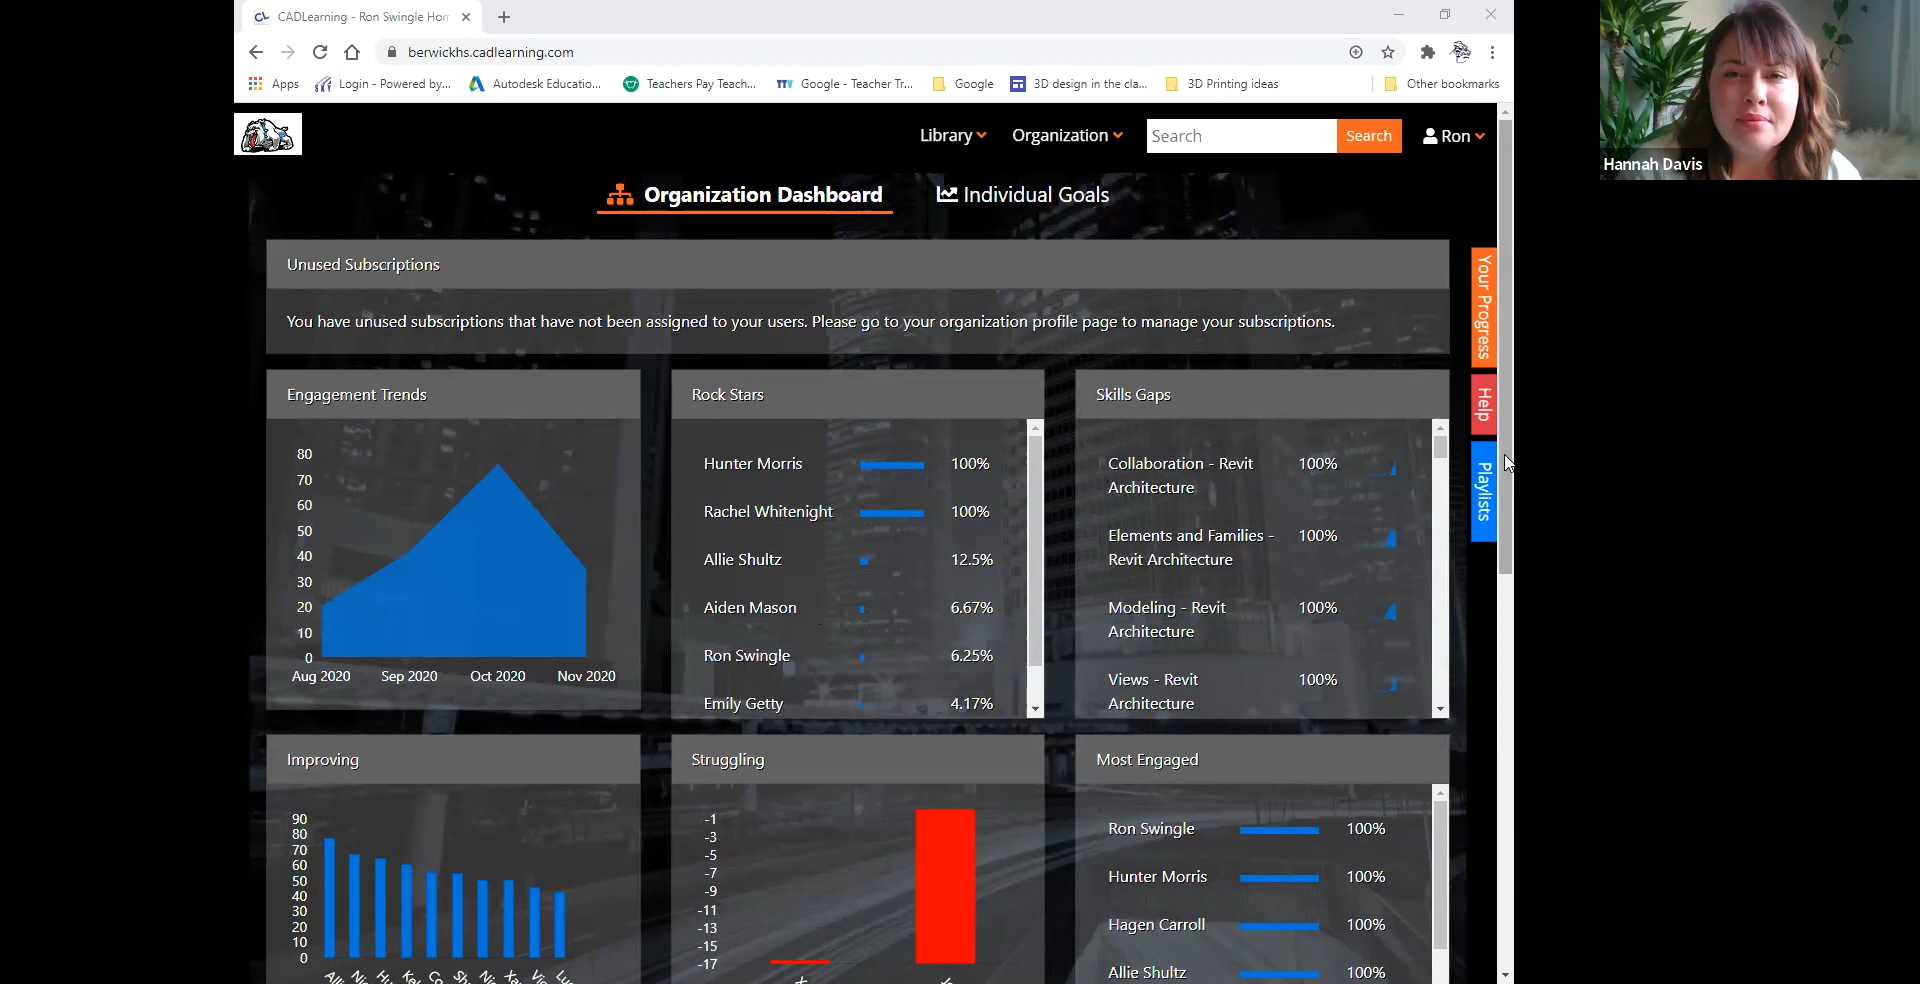 CADLearning - Ron Swingle Hom
berwickhs.cadlearning.com
Apps
Login - Powered by...
Autodesk Educatio...
Teachers Pay Teach...
Google - Teacher Tr...
Google
3D design in the cla...
3D Printing ideas
Other bookmarks
Library
Organization
Search
Search
Ron
Organization Dashboard
Individual Goals
Hannah Davis
Unused Subscriptions
You have unused subscriptions that have not been assigned to your users. Please go to your organization profile page to manage your subscriptions.
Your Progress
Help
Playlists
Engagement Trends
80
70
60
50
40
30
20
10
0
Aug 2020 Sep 2020 Oct 2020 Nov 2020
Rock Stars
Hunter Morris 100%
Rachel Whitenight 100%
Allie Shultz 12.5%
Aiden Mason 6.67%
Ron Swingle 6.25%
Emily Getty 4.17%
Skills Gaps
Collaboration - Revit 100%
Architecture
Elements and Families - 100%
Revit Architecture
Modeling - Revit 100%
Architecture
Views - Revit 100%
Architecture
Improving
90
80
70
60
50
40
30
20
10
0
Struggling
-1
-3
-5
-7
-9
-11
-13
-15
-17
Most Engaged
Ron Swingle 100%
Hunter Morris 100%
Hagen Carroll 100%
Allie Shultz 100%